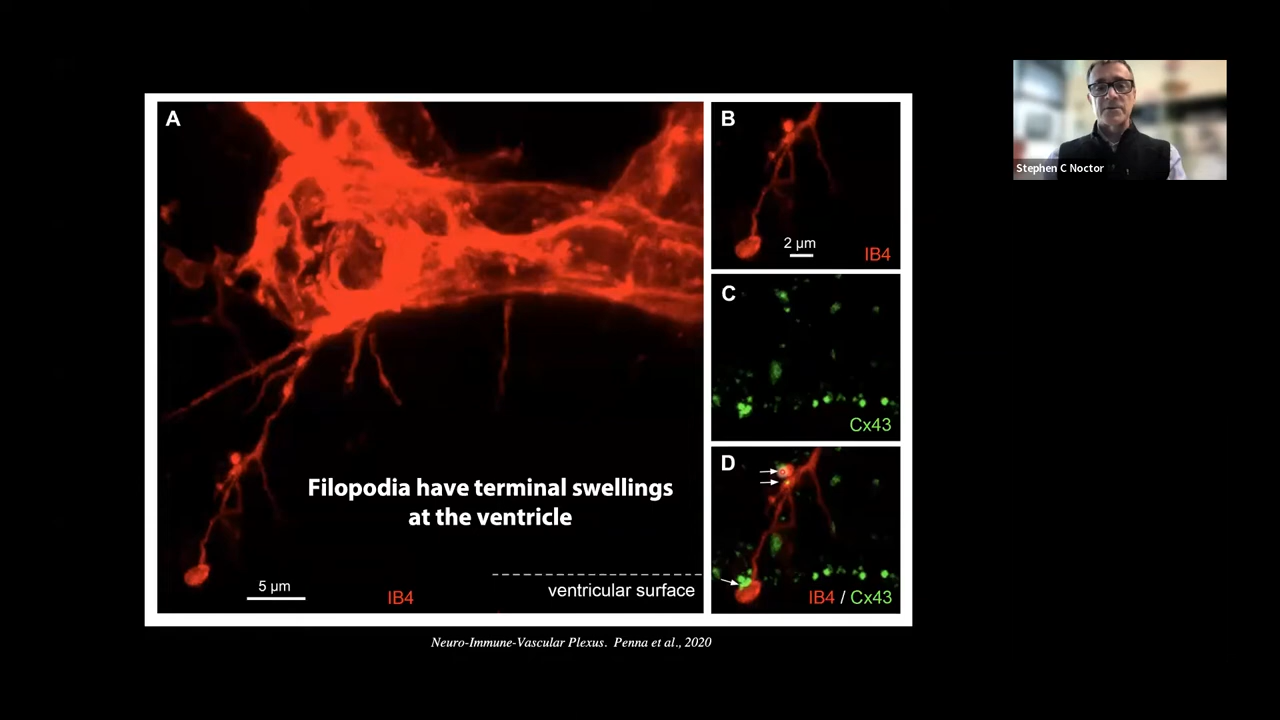 A
Filopodia have terminal swellings
at the ventricle
5 μm
IB4
ventricular surface
B
2 μm
IB4
C
Cx43
D
IB4 / Cx43
Neuro-Immune-Vascular Plexus. Penna et al., 2020
Stephen C Noctor